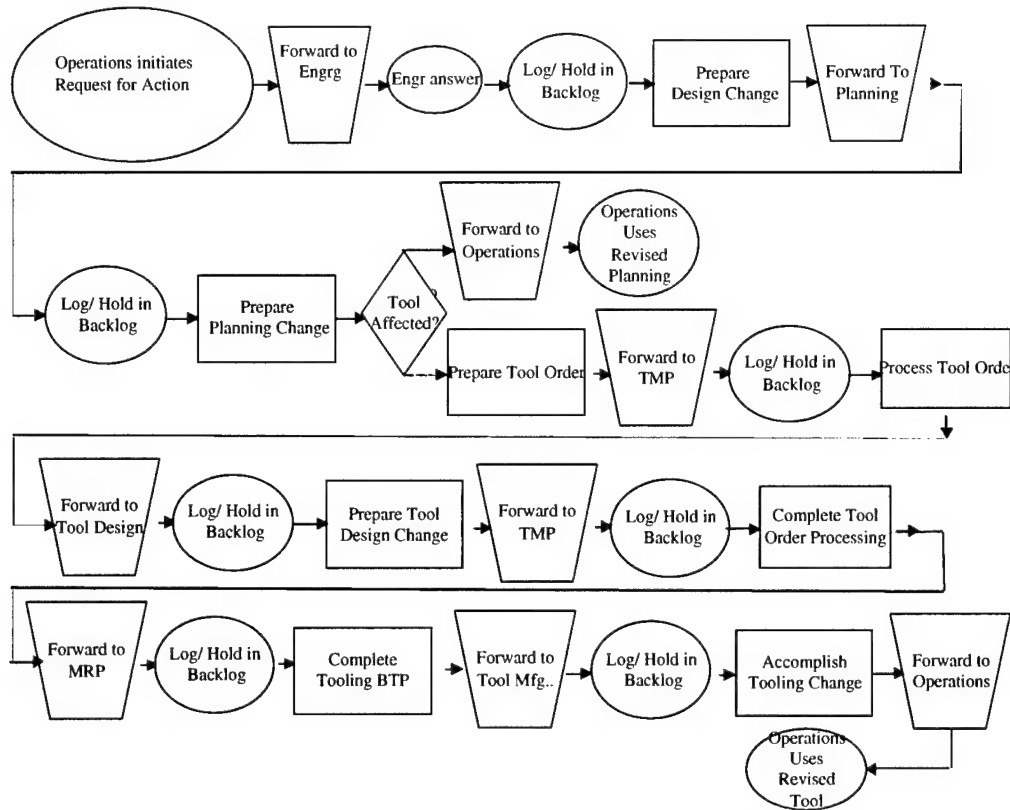 Operations initiates
Request for Action
Forward to
Engrg
Engr answer
Log/ Hold in
Backlog
Prepare
Design Change
Forward To
Planning
Log/ Hold in
Backlog
Prepare
Planning Change
Tool
Affected?
Forward to
Operations
Operations
Uses
Revised
Planning
Prepare Tool Order
Forward to
TMP
Log/ Hold in
Backlog
Process Tool Orde
Forward to
Tool Design
Log/ Hold in
Backlog
Prepare Tool
Design Change
Forward to
TMP
Log/ Hold in
Backlog
Complete Tool
Order Processing
Forward to
MRP
Log/ Hold in
Backlog
Complete
Tooling BTP
Forward to
Tool Mfg..
Log/ Hold in
Backlog
Accomplish
Tooling Change
Forward to
Operations
Operations
Uses
Revised
Tool